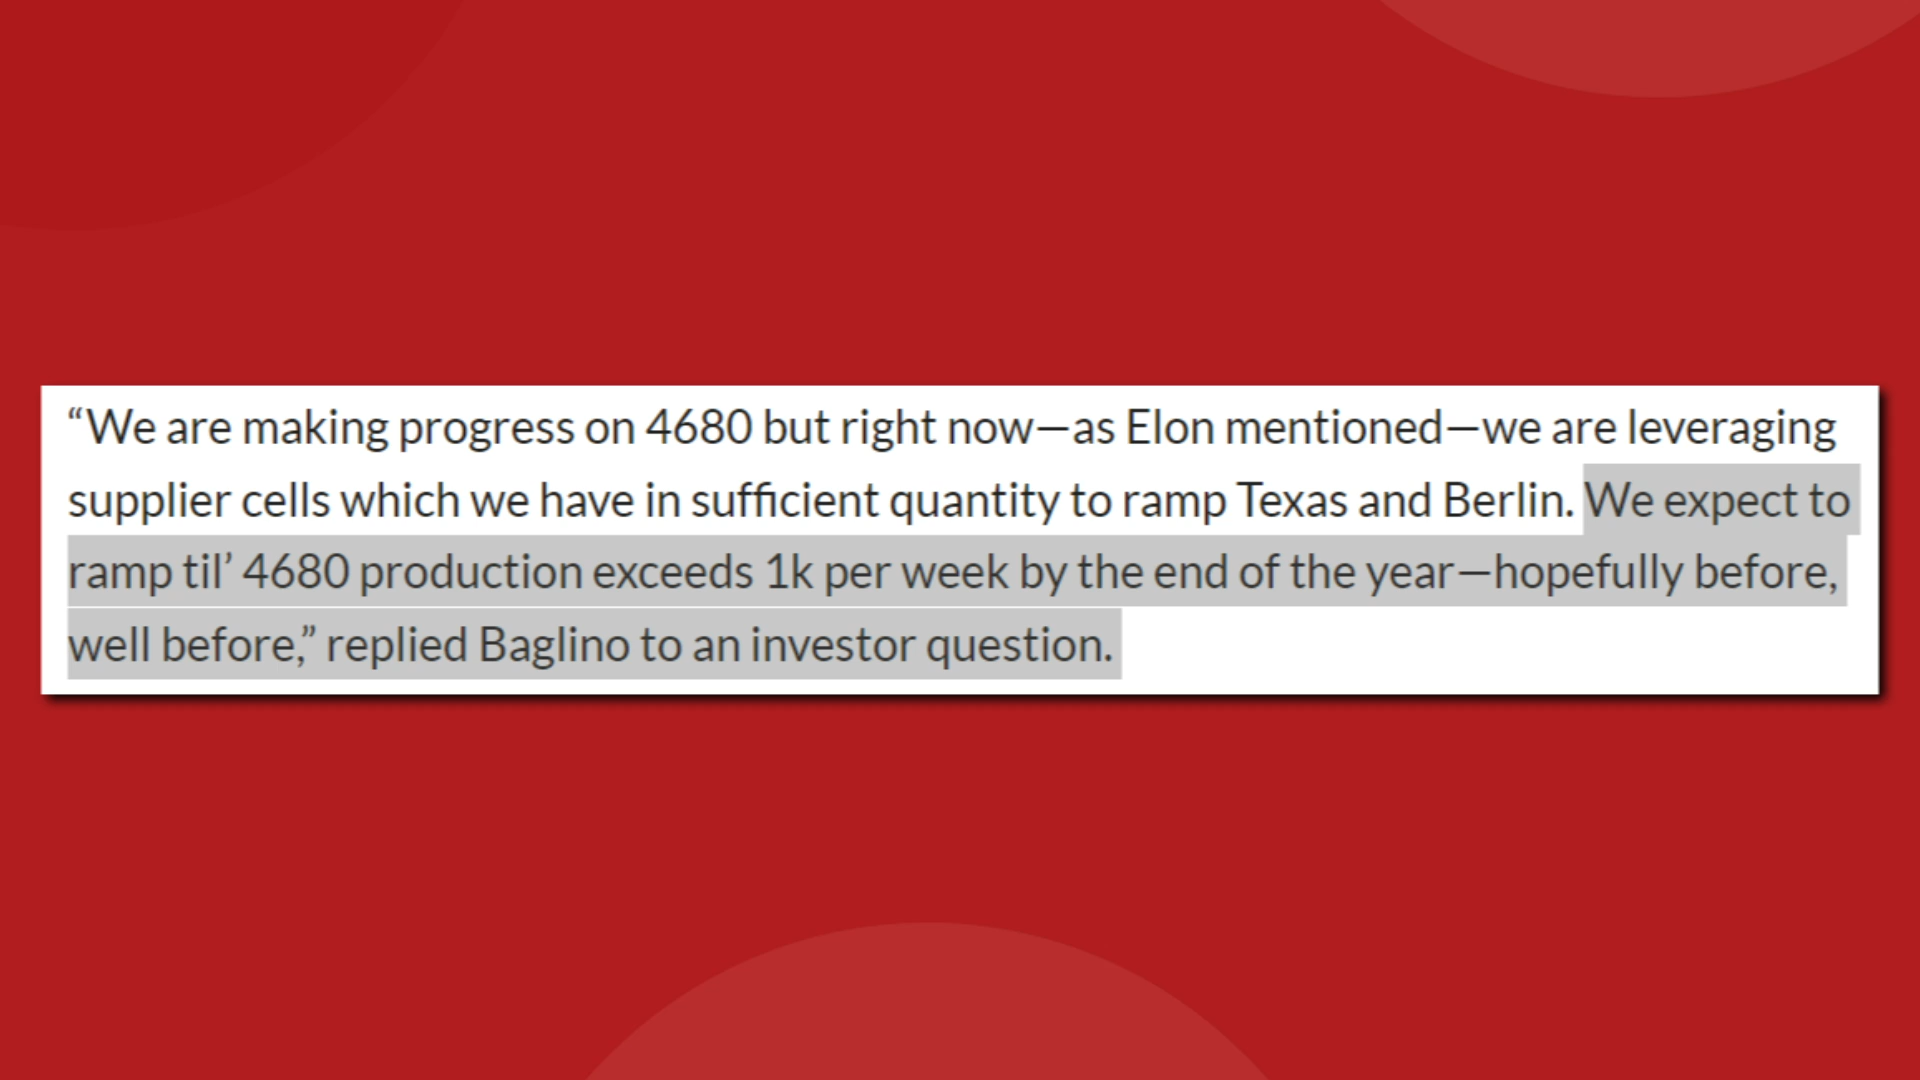 “We are making progress on 4680 but right now—as Elon mentioned—we are leveraging
supplier cells which we have in sufficient quantity to ramp Texas and Berlin. We expect to
ramp til’ 4680 production exceeds 1k per week by the end of the year—hopefully before,
well before,” replied Baglino to an investor question.